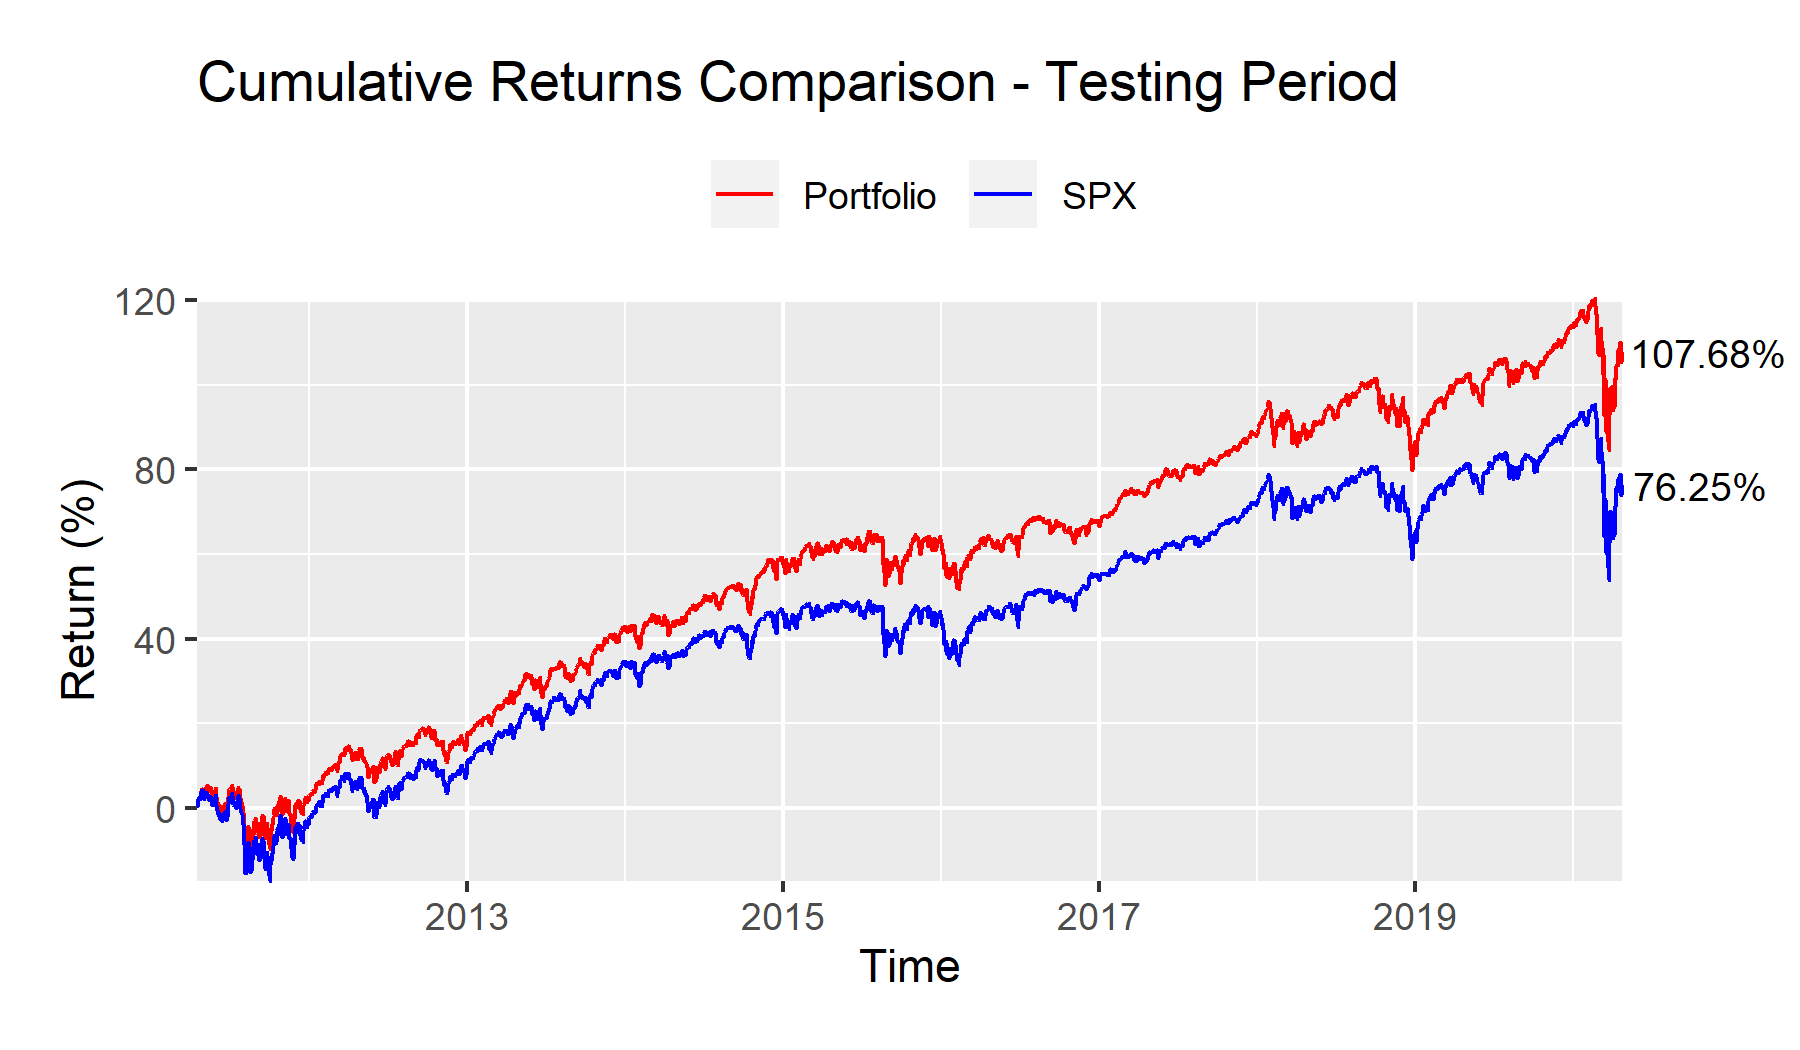 Cumulative Returns Comparison - Testing Period
Portfolio SPX
120
80
40
0
Return (%)
107.68%
76.25%
2013 2015 2017 2019
Time